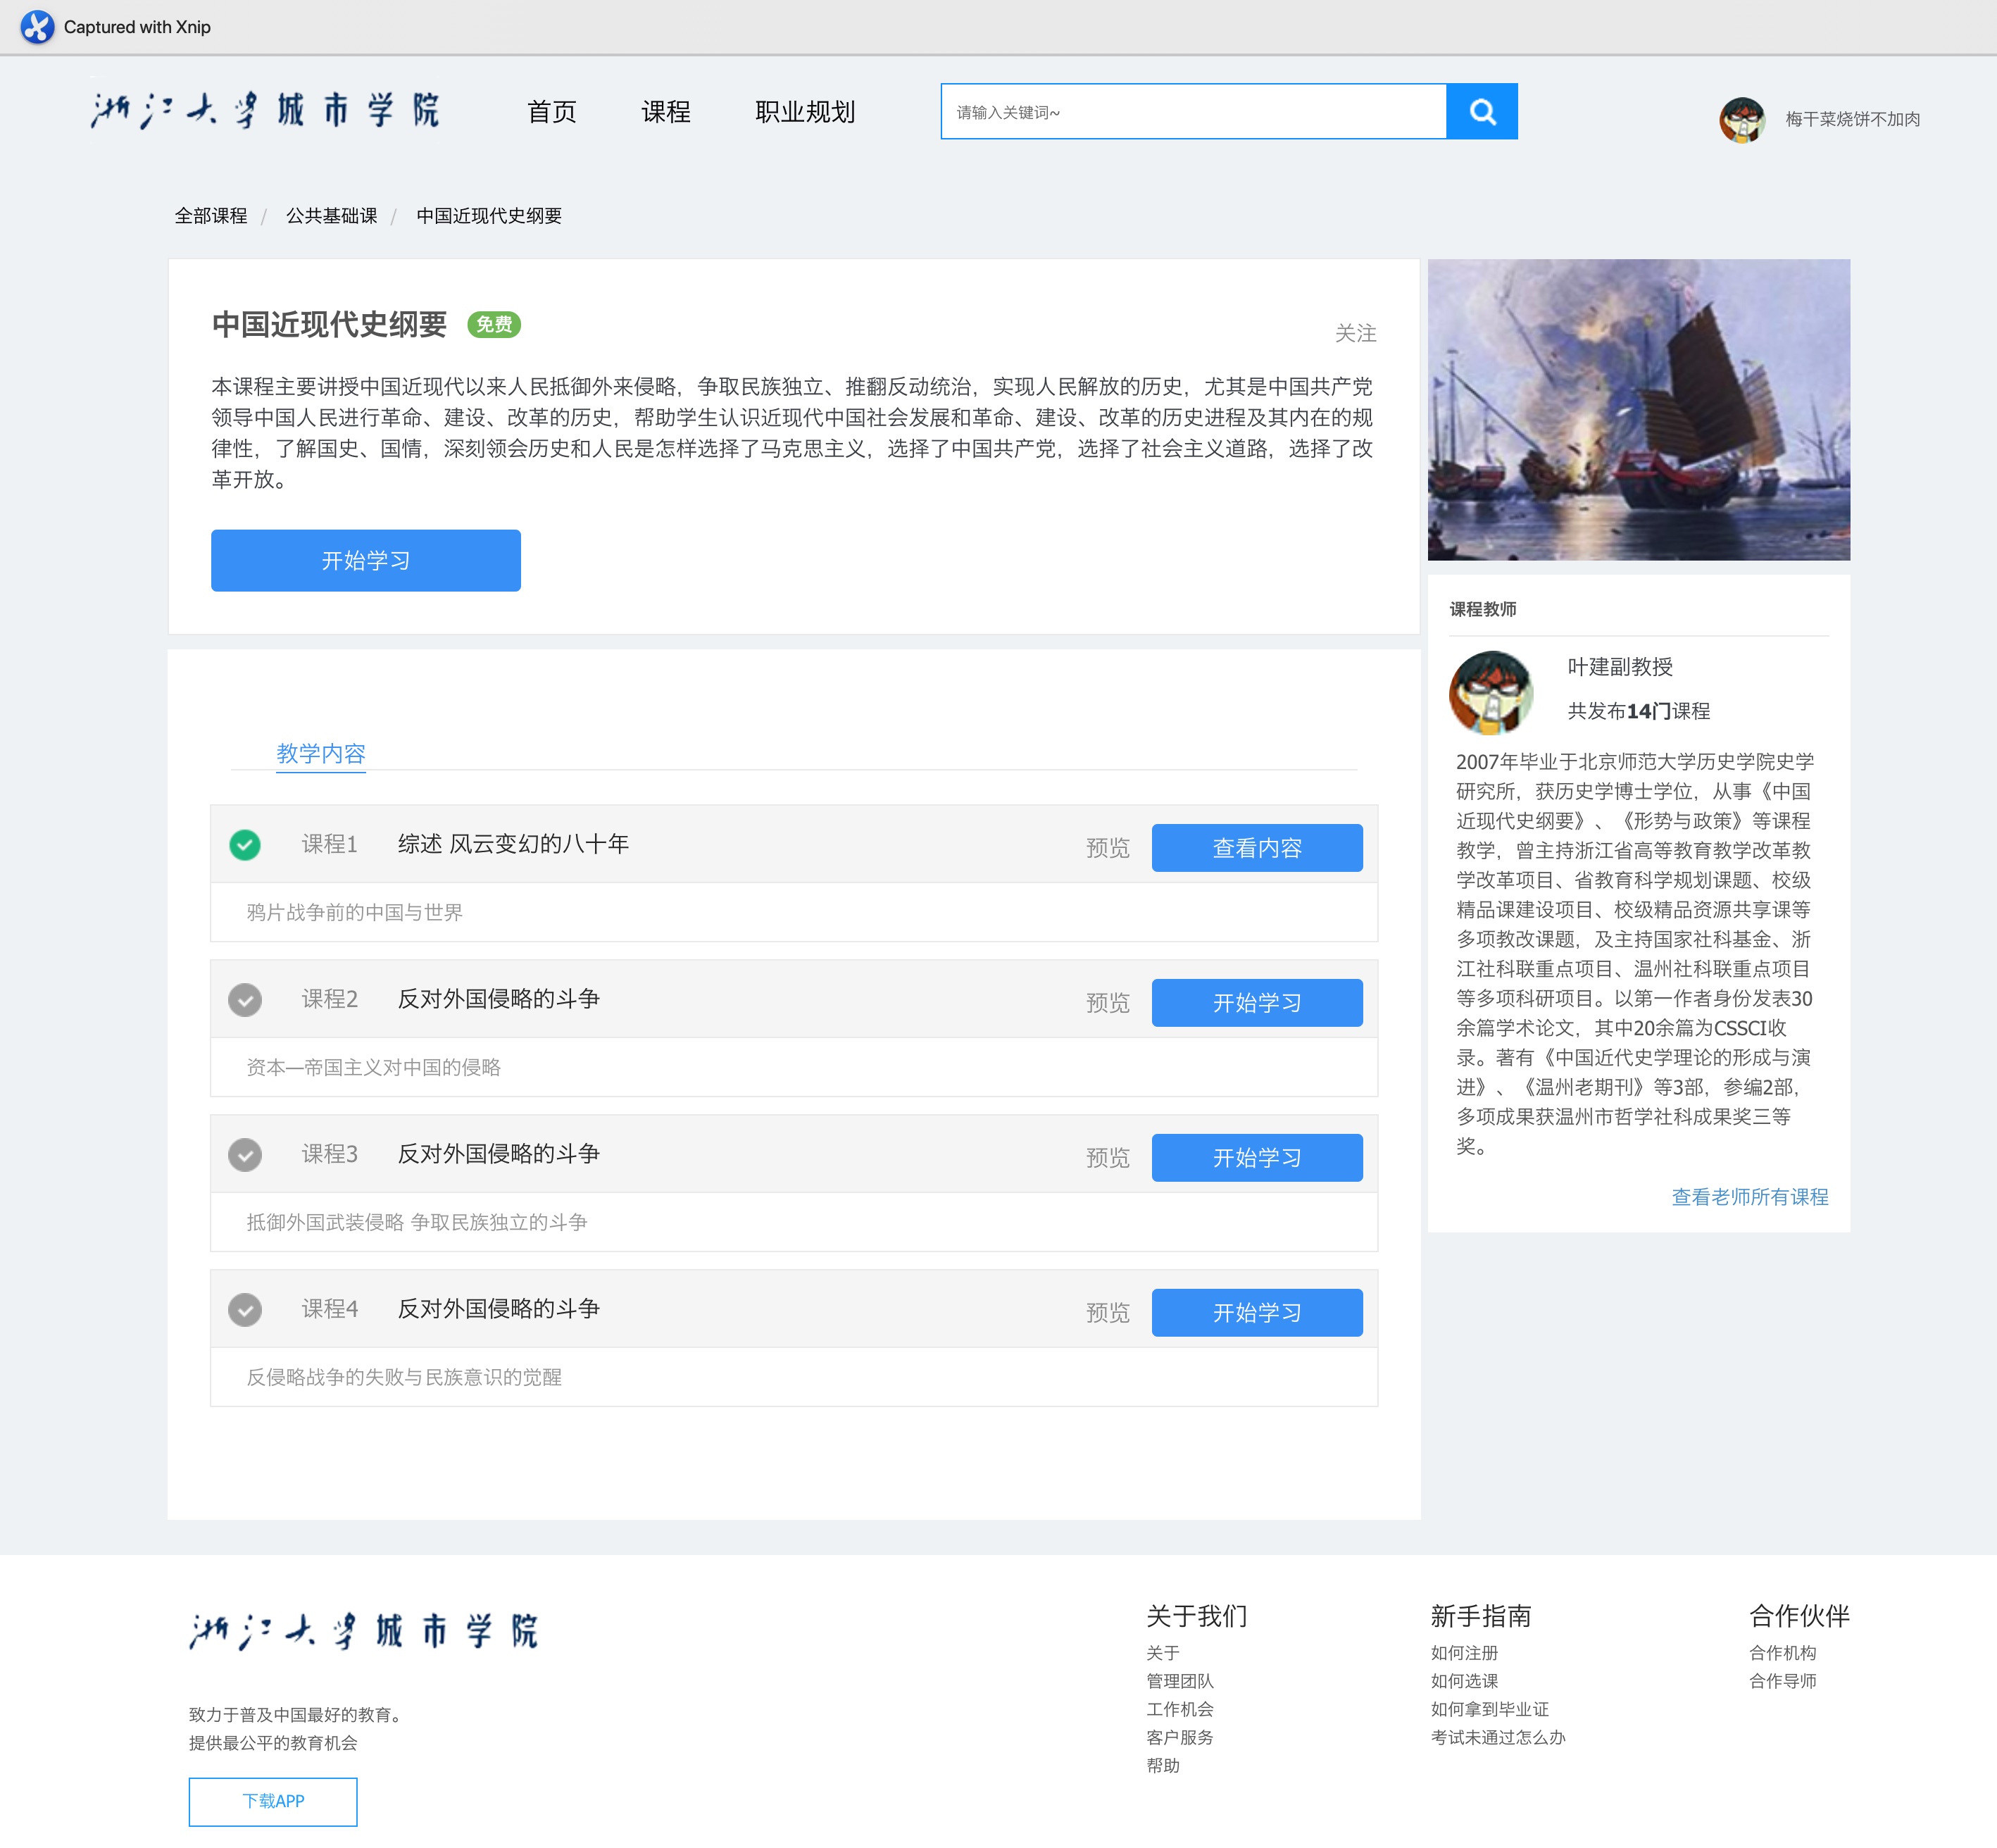 Captured with Xnip
浙江大学城市学院
首页
课程
职业规划
请输入关键词~
梅干菜烧饼不加肉
全部课程 / 公共基础课 / 中国近现代史纲要
中国近现代史纲要
免费
关注
本课程主要讲授中国近现代以来人民抵御外来侵略，争取民族独立、推翻反动统治，实现人民解放的历史，尤其是中国共产党
领导中国人民进行革命、建设、改革的历史，帮助学生认识近现代中国社会发展和革命、建设、改革的历史进程及其内在的规
律性，了解国史、国情，深刻领会历史和人民是怎样选择了马克思主义，选择了中国共产党，选择了社会主义道路，选择了改
革开放。
开始学习
教学内容
课程1 综述 风云变幻的八十年
预览
查看内容
鸦片战争前的中国与世界
课程2 反对外国侵略的斗争
预览
开始学习
资本—帝国主义对中国的侵略
课程3 反对外国侵略的斗争
预览
开始学习
抵御外国武装侵略 争取民族独立的斗争
课程4 反对外国侵略的斗争
预览
开始学习
反侵略战争的失败与民族意识的觉醒
课程教师
叶建副教授
共发布14门课程
2007年毕业于北京师范大学历史学院史学
研究所，获历史学博士学位，从事《中国
近现代史纲要》、《形势与政策》等课程
教学，曾主持浙江省高等教育教学改革教
学改革项目、省教育科学规划课题、校级
精品课建设项目、校级精品资源共享课等
多项教改课题，及主持国家社科基金、浙
江社科联重点项目、温州社科联重点项目
等多项科研项目。以第一作者身份发表30
余篇学术论文，其中20余篇为CSSCI收
录。著有《中国近代史学理论的形成与演
进》、《温州老期刊》等3部，参编2部，
多项成果获温州市哲学社科成果奖三等
奖。
查看老师所有课程
浙江大学城市学院
致力于普及中国最好的教育。
提供最公平的教育机会
下载APP
关于我们
关于
管理团队
工作机会
客户服务
帮助
新手指南
如何注册
如何选课
如何拿到毕业证
考试未通过怎么办
合作伙伴
合作机构
合作导师